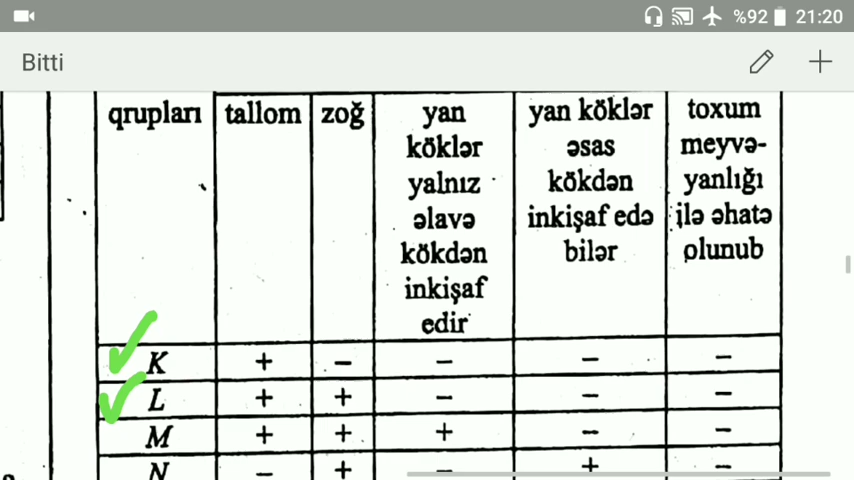 %92 21:20
Bitti
qrupları tallom zoğ yan yan köklər toxum
köklər əsas meyvə-
yalnız kökdən yanlığı
əlavə inkişaf edə ilə əhatə
kökdən bilər olunub
inkişaf
edir
K + – – – –
L + + – – –
M + + + – –
N – + – + –